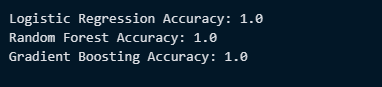 Logistic Regression Accuracy: 1.0
Random Forest Accuracy: 1.0
Gradient Boosting Accuracy: 1.0